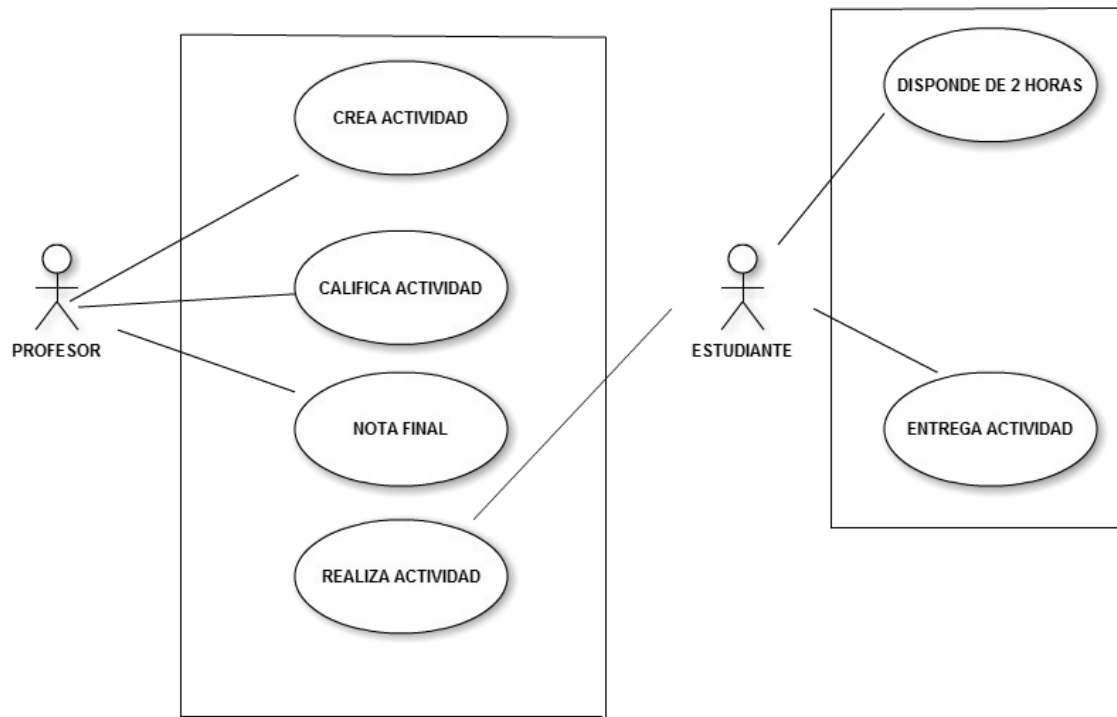 CREA ACTIVIDAD
CALIFICA ACTIVIDAD
PROFESOR
NOTA FINAL
REALIZA ACTIVIDAD
DISPONDE DE 2 HORAS
ESTUDIANTE
ENTREGA ACTIVIDAD